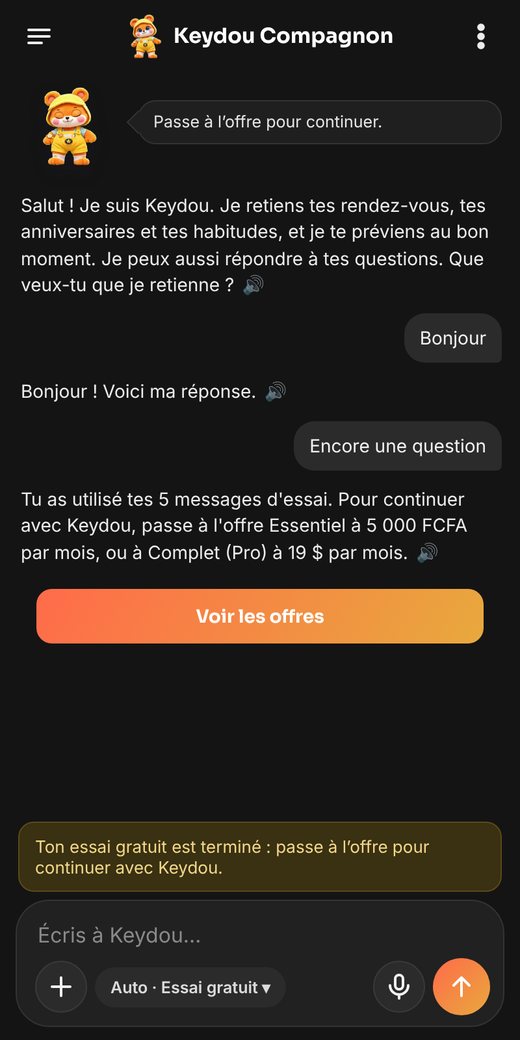 Keydou Compagnon
Passe à l’offre pour continuer.
Salut ! Je suis Keydou. Je retiens tes rendez-vous, tes
anniversaires et tes habitudes, et je te préviens au bon
moment. Je peux aussi répondre à tes questions. Que
veux-tu que je retienne ?
Bonjour
Bonjour ! Voici ma réponse.
Encore une question
Tu as utilisé tes 5 messages d'essai. Pour continuer
avec Keydou, passe à l'offre Essentiel à 5 000 FCFA
par mois, ou à Complet (Pro) à 19 $ par mois.
Voir les offres
Ton essai gratuit est terminé : passe à l’offre pour
continuer avec Keydou.
Écris à Keydou…
Auto · Essai gratuit ▾